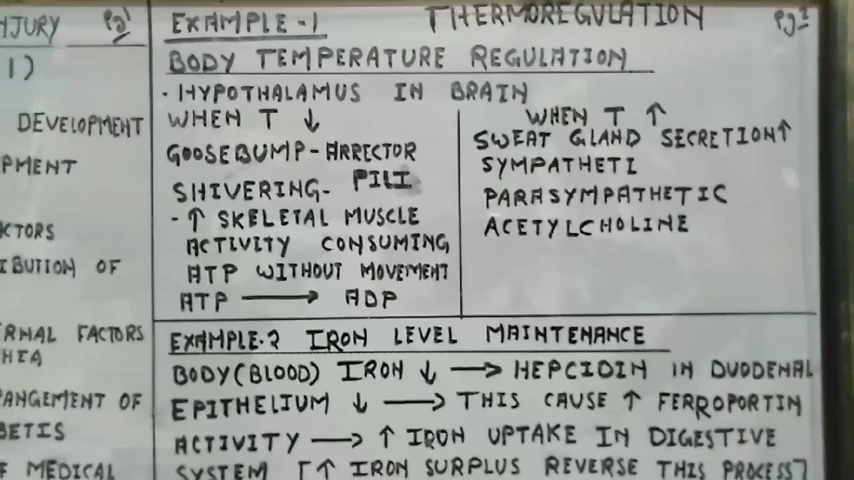 NJURY pg1
1)
DEVELOPMENT
PMENT
CTORS
IBUTION OF
RNAL FACTORS
HEA
ANGEMENT OF
BETIS
F MEDICAL
THERMOREGULATION pg2
EXAMPLE-1
BODY TEMPERATURE REGULATION
· HYPOTHALAMUS IN BRAIN
WHEN T ↓
GOOSEBUMP-ARRECTOR
PILI
SHIVERING-
- ↑ SKELETAL MUSCLE
ACTIVITY CONSUMING
ATP WITHOUT MOVEMENT
ATP → ADP
WHEN T ↑
SWEAT GLAND SECRETION↑
SYMPATHETI
PARASYMPATHETIC
ACETYLCHOLINE
EXAMPLE-2 IRON LEVEL MAINTENANCE
BODY(BLOOD) IRON ↓ → HEPCIDIN IN DUODENAL
EPITHELIUM ↓ → THIS CAUSE ↑ FERROPORTIN
ACTIVITY → ↑ IRON UPTAKE IN DIGESTIVE
SYSTEM [↑ IRON SURPLUS REVERSE THIS PROCESS]